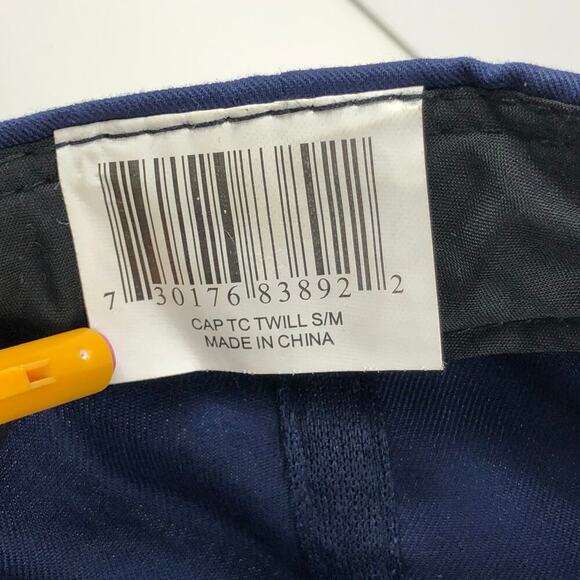 7 30176 83892 2
CAP TC TWILL S/M
MADE IN CHINA